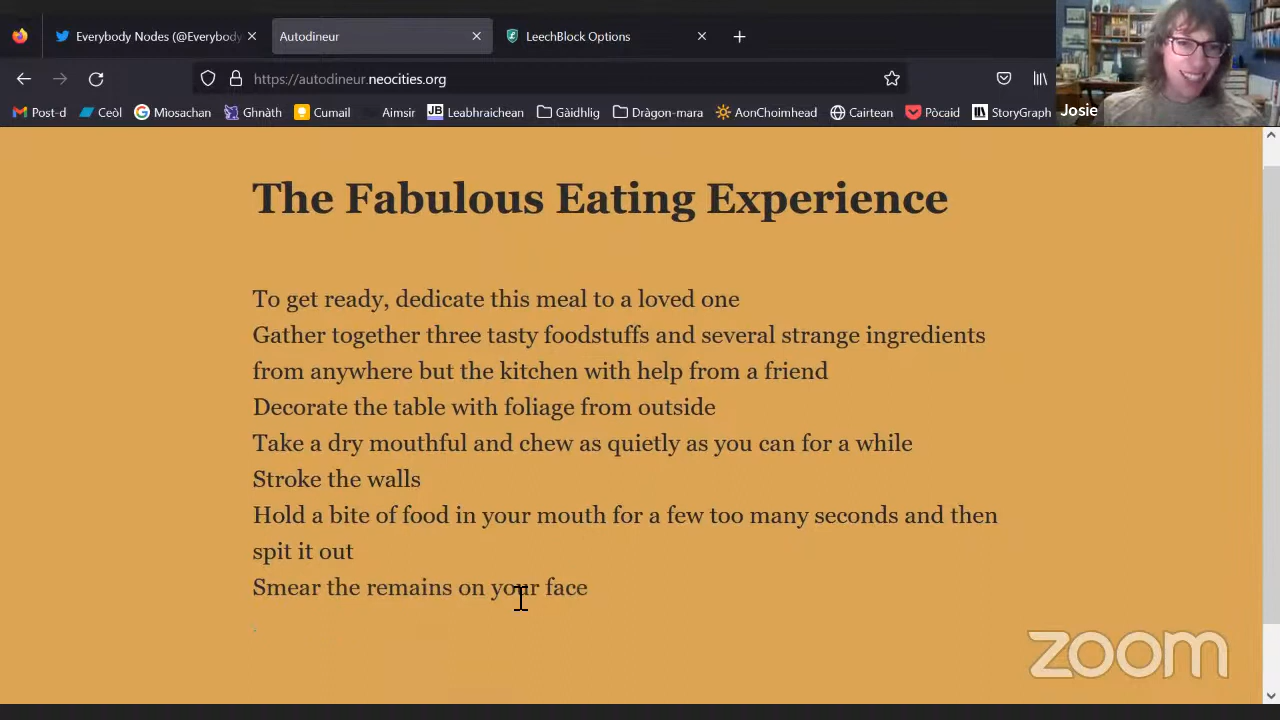 Everybody Nodes (@Everybody
Autodineur
LeechBlock Options
https://autodineur.neocities.org
Post-d
Ceòl
Miosachan
Ghnàth
Cumail
Aimsir
JB Leabhraichean
Gàidhlig
Dràgon-mara
AonChoimhead
Cairtean
Pòcaid
StoryGraph
Josie
The Fabulous Eating Experience
To get ready, dedicate this meal to a loved one
Gather together three tasty foodstuffs and several strange ingredients
from anywhere but the kitchen with help from a friend
Decorate the table with foliage from outside
Take a dry mouthful and chew as quietly as you can for a while
Stroke the walls
Hold a bite of food in your mouth for a few too many seconds and then
spit it out
Smear the remains on your face
zoom